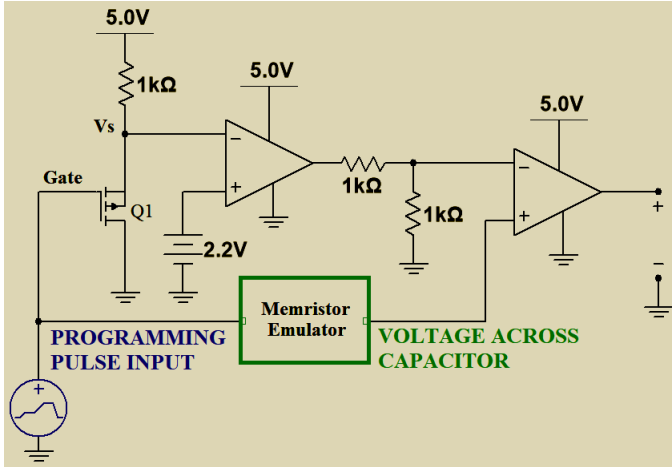 5.0V
1kΩ
5.0V
5.0V
Vs
Gate
Q1
1kΩ
1kΩ
2.2V
Memristor
Emulator
PROGRAMMING
PULSE INPUT
VOLTAGE ACROSS
CAPACITOR